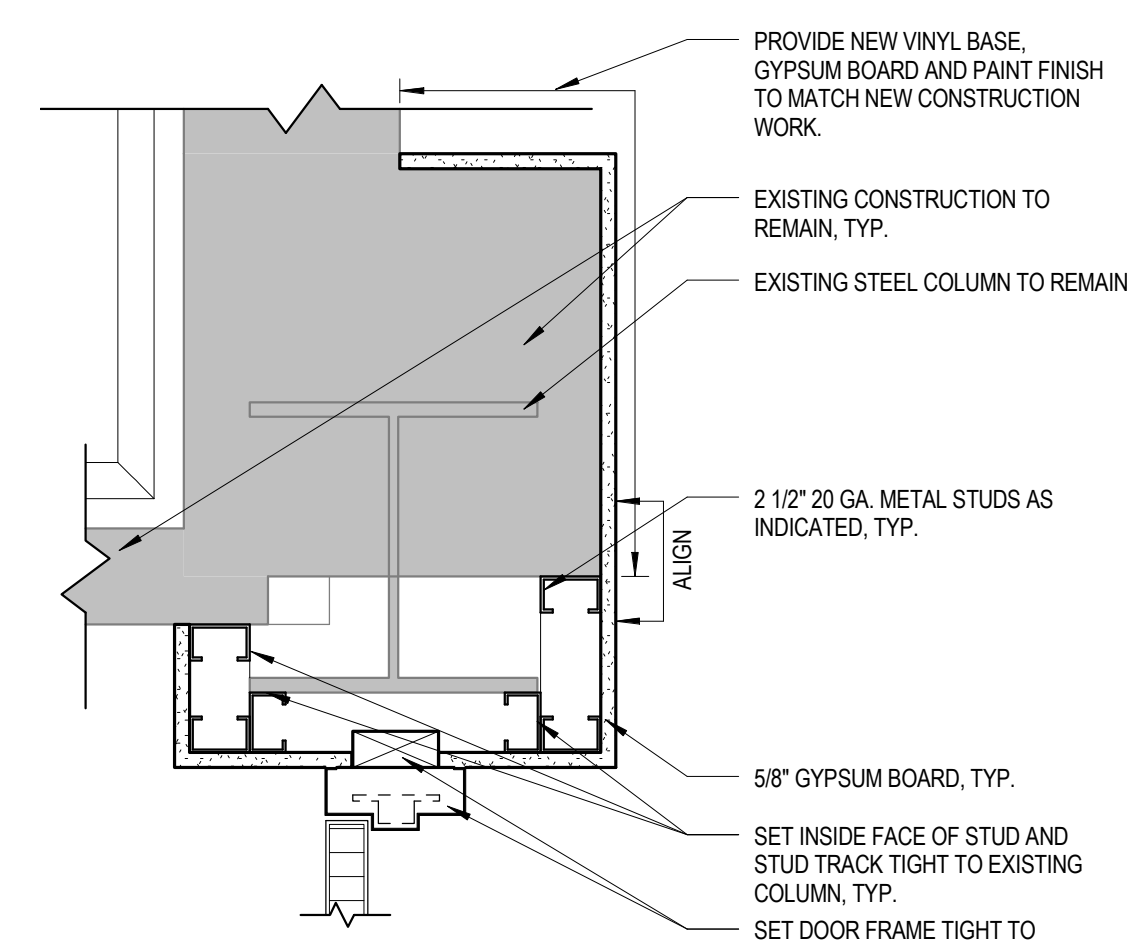 PROVIDE NEW VINYL BASE,
GYPSUM BOARD AND PAINT FINISH
TO MATCH NEW CONSTRUCTION
WORK.
EXISTING CONSTRUCTION TO
REMAIN, TYP.
EXISTING STEEL COLUMN TO REMAIN
2 1/2" 20 GA. METAL STUDS AS
INDICATED, TYP.
ALIGN
5/8" GYPSUM BOARD, TYP.
SET INSIDE FACE OF STUD AND
STUD TRACK TIGHT TO EXISTING
COLUMN, TYP.
SET DOOR FRAME TIGHT TO